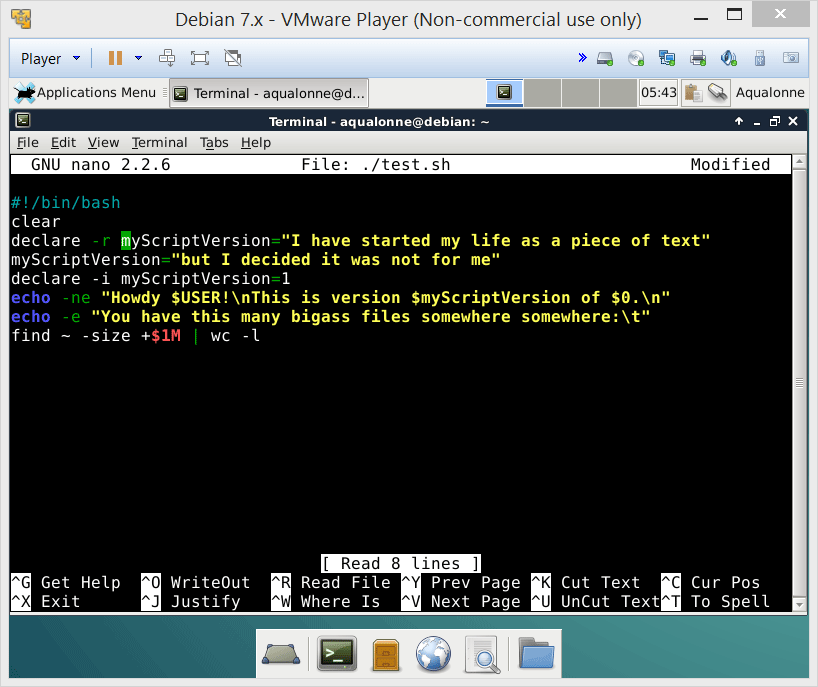 Debian 7.x - VMware Player (Non-commercial use only)
Player
Applications Menu
Terminal - aqualonne@d...
05:43
Aqualonne
Terminal - aqualonne@debian: ~
File Edit View Terminal Tabs Help
GNU nano 2.2.6 File: ./test.sh Modified
#!/bin/bash
clear
declare -r myScriptVersion="I have started my life as a piece of text"
myScriptVersion="but I decided it was not for me"
declare -i myScriptVersion=1
echo -ne "Howdy $USER!\nThis is version $myScriptVersion of $0.\n"
echo -e "You have this many bigass files somewhere somewhere:\t"
find ~ -size +$1M | wc -l
[ Read 8 lines ]
^G Get Help ^O WriteOut ^R Read File ^Y Prev Page ^K Cut Text ^C Cur Pos
^X Exit ^J Justify ^W Where Is ^V Next Page ^U UnCut Text ^T To Spell